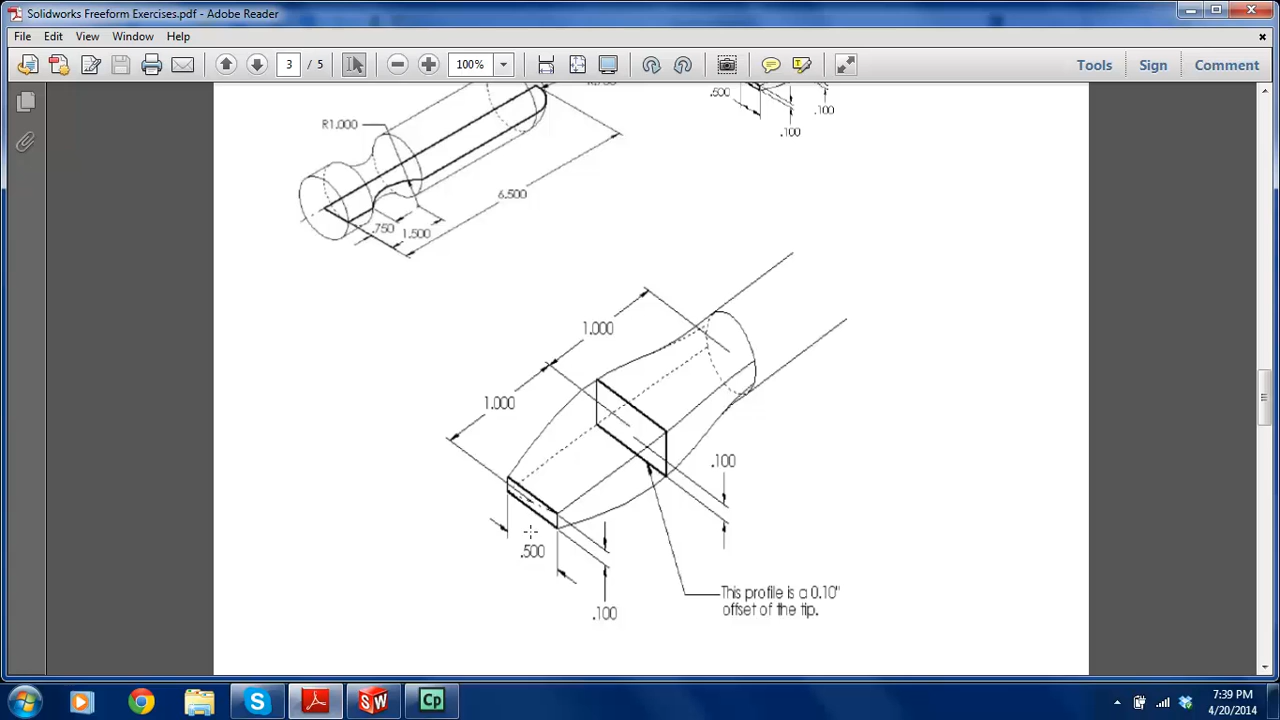 Solidworks Freeform Exercises.pdf - Adobe Reader
File Edit View Window Help
3 / 5 100% Tools Sign Comment
.500
.100
.100
R1.000
6.500
.750
1.500
1.000
1.000
.100
.500
.100
This profile is a 0.10"
offset of the tip.
Cp
7:39 PM
4/20/2014